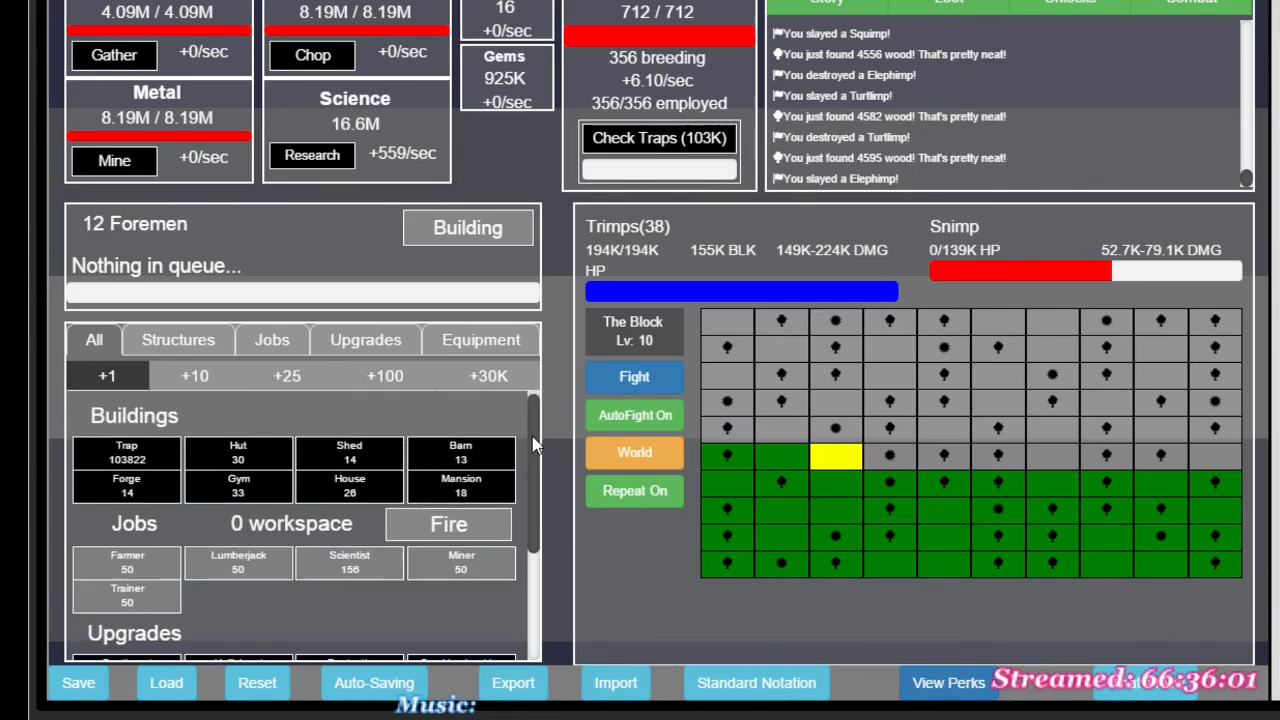 4.09M / 4.09M
8.19M / 8.19M
16
712 / 712
Story Loot Unlocks Combat
Gather +0/sec
Chop +0/sec
+0/sec
Gems
925K
+0/sec
356 breeding
+6.10/sec
356/356 employed
Metal
8.19M / 8.19M
Mine +0/sec
Science
16.6M
Research +559/sec
Check Traps (103K)
You slayed a Squimp!
You just found 4556 wood! That's pretty neat!
You destroyed a Elephimp!
You slayed a Turtlimp!
You just found 4582 wood! That's pretty neat!
You destroyed a Turtlimp!
You just found 4595 wood! That's pretty neat!
You slayed a Elephimp!
12 Foremen
Building
Nothing in queue...
All Structures Jobs Upgrades Equipment
+1 +10 +25 +100 +30K
Buildings
Trap
103822
Hut
30
Shed
14
Barn
13
Forge
14
Gym
33
House
26
Mansion
18
Jobs 0 workspace Fire
Farmer
50
Lumberjack
50
Scientist
156
Miner
50
Trainer
50
Upgrades
Trimps(38)
194K/194K HP
155K BLK
149K-224K DMG
Snimp
0/139K HP
52.7K-79.1K DMG
The Block
Lv: 10
Fight
AutoFight On
World
Repeat On
Save Load Reset Auto-Saving Export Import Standard Notation View Perks
Streamed: 66:36:01
Music: